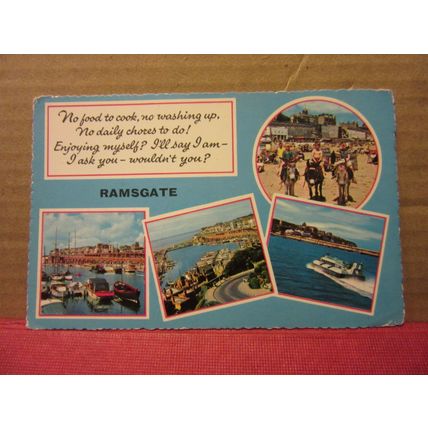 No food to cook, no washing up,
No daily chores to do!
Enjoying myself? I'll say I am –
I ask you – wouldn't you?
RAMSGATE